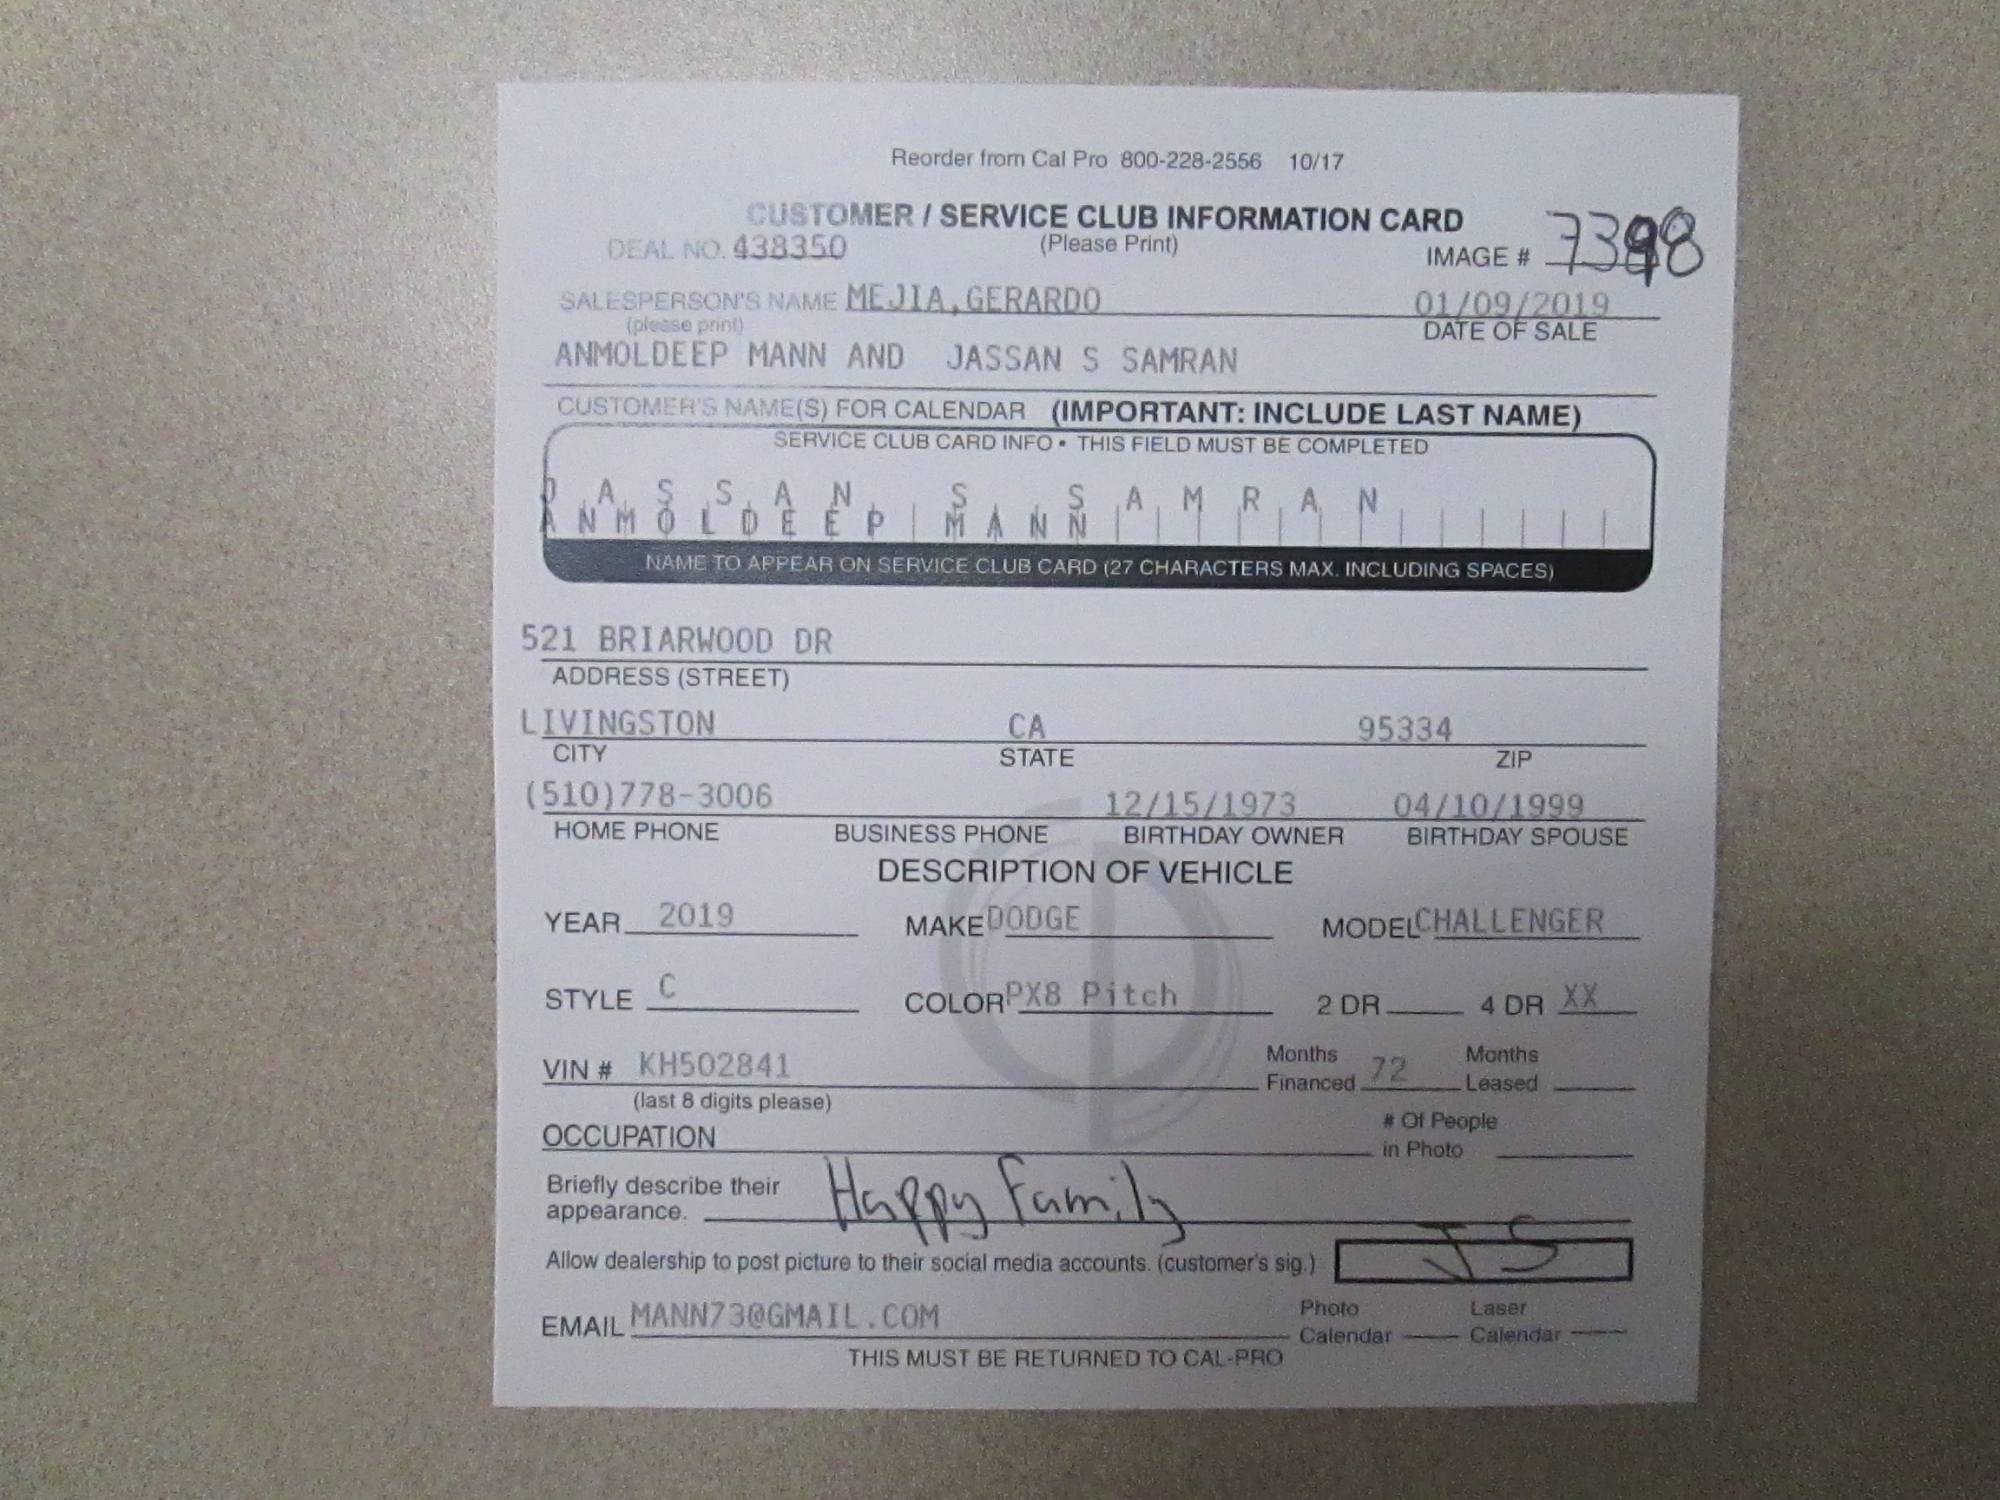 Reorder from Cal Pro 800-228-2556 10/17
CUSTOMER / SERVICE CLUB INFORMATION CARD
(Please Print)
DEAL NO. 438350
IMAGE #
SALESPERSON'S NAME MEJIA,GERARDO 01/09/2019
(please print) DATE OF SALE
ANMOLDEEP MANN AND JASSAN S SAMRAN
CUSTOMER'S NAME(S) FOR CALENDAR (IMPORTANT: INCLUDE LAST NAME)
SERVICE CLUB CARD INFO • THIS FIELD MUST BE COMPLETED
JASSAN S SAMRAN
ANMOLDEEP MANN
NAME TO APPEAR ON SERVICE CLUB CARD (27 CHARACTERS MAX. INCLUDING SPACES)
521 BRIARWOOD DR
ADDRESS (STREET)
LIVINGSTON CA 95334
CITY STATE ZIP
(510)778-3006 12/15/1973 04/10/1999
HOME PHONE BUSINESS PHONE BIRTHDAY OWNER BIRTHDAY SPOUSE
DESCRIPTION OF VEHICLE
YEAR 2019 MAKE DODGE MODEL CHALLENGER
STYLE C COLOR PX8 Pitch 2 DR 4 DR XX
VIN # KH502841 Months Financed 72 Months Leased
(last 8 digits please)
OCCUPATION # Of People in Photo
Briefly describe their appearance. Happy Family
Allow dealership to post picture to their social media accounts. (customer's sig.) JS
EMAIL MANN73@GMAIL.COM Photo Calendar Laser Calendar
THIS MUST BE RETURNED TO CAL-PRO